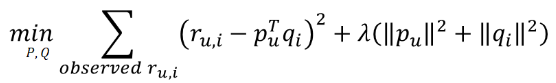 min P,Q ∑ observed r_{u,i} (r_{u,i} − p_u^T q_i)^2 + λ(‖p_u‖^2 + ‖q_i‖^2)